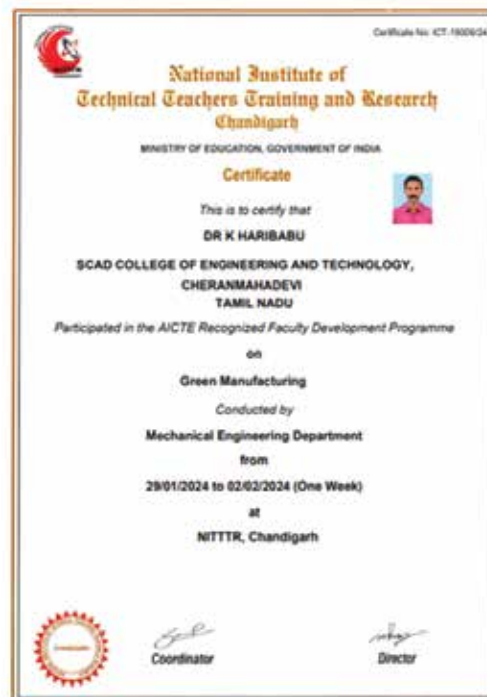 Certificate No: ICT-
National Institute of
Technical Teachers Training and Research
Chandigarh
MINISTRY OF EDUCATION, GOVERNMENT OF INDIA
Certificate
This is to certify that
DR K HARIBABU
SCAD COLLEGE OF ENGINEERING AND TECHNOLOGY,
CHERANMAHADEVI
TAMIL NADU
Participated in the AICTE Recognized Faculty Development Programme
on
Green Manufacturing
Conducted by
Mechanical Engineering Department
from
29/01/2024 to 02/02/2024 (One Week)
at
NITTTR, Chandigarh
Coordinator
Director